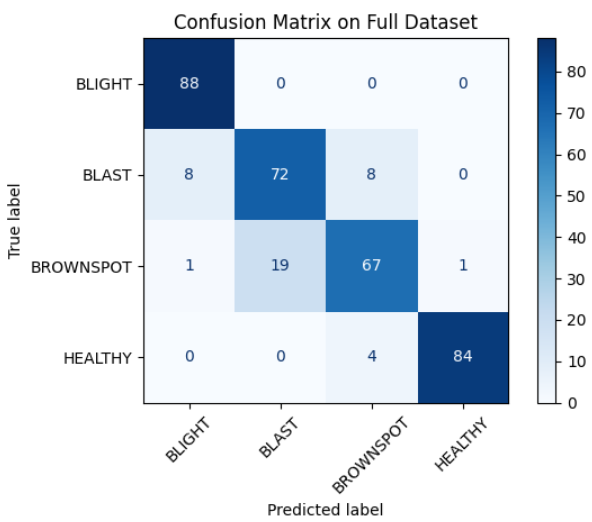 Confusion Matrix on Full Dataset
True label
BLIGHT 88 0 0 0
BLAST 8 72 8 0
BROWNSPOT 1 19 67 1
HEALTHY 0 0 4 84
BLIGHT BLAST BROWNSPOT HEALTHY
Predicted label
80
70
60
50
40
30
20
10
0